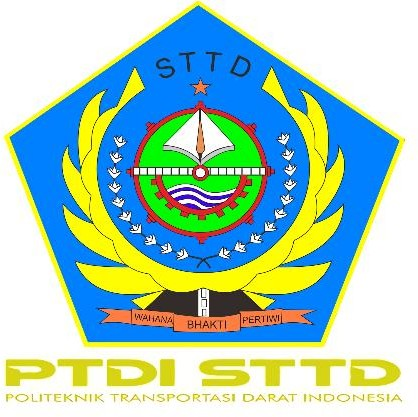 STTD
WAHANA BHAKTI PERTIWI
PTDI STTD
POLITEKNIK TRANSPORTASI DARAT INDONESIA